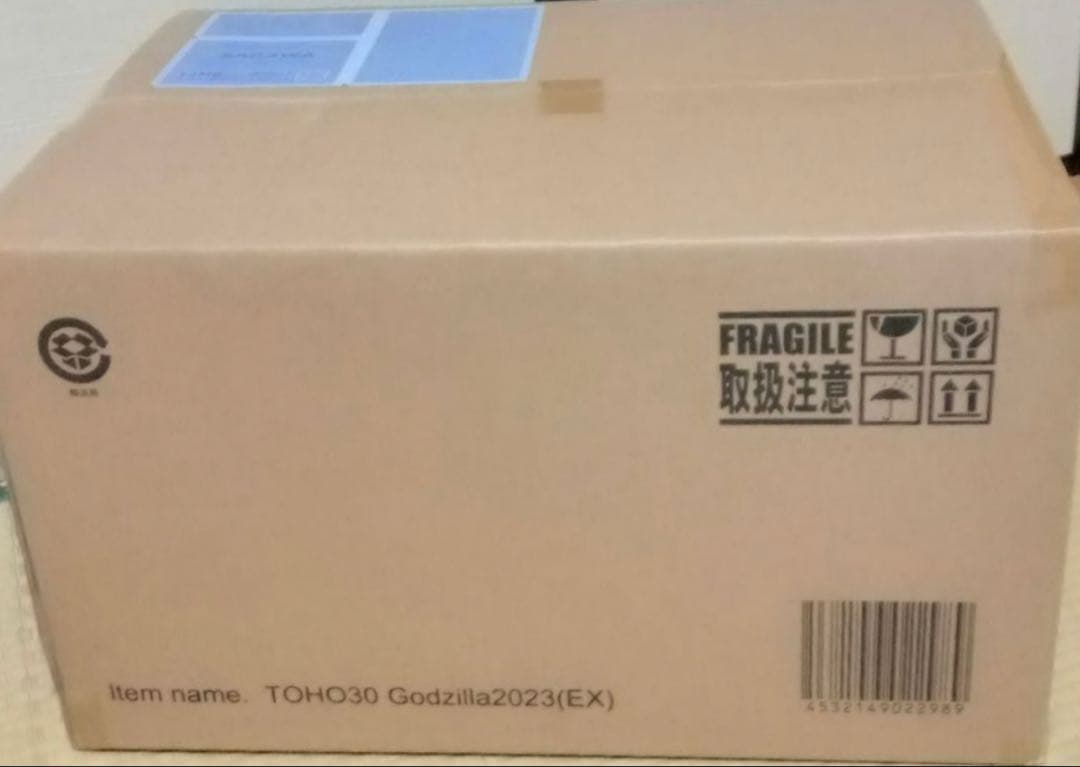 FRAGILE
取扱注意
Item name. TOHO30 Godzilla2023(EX)
4532149022989